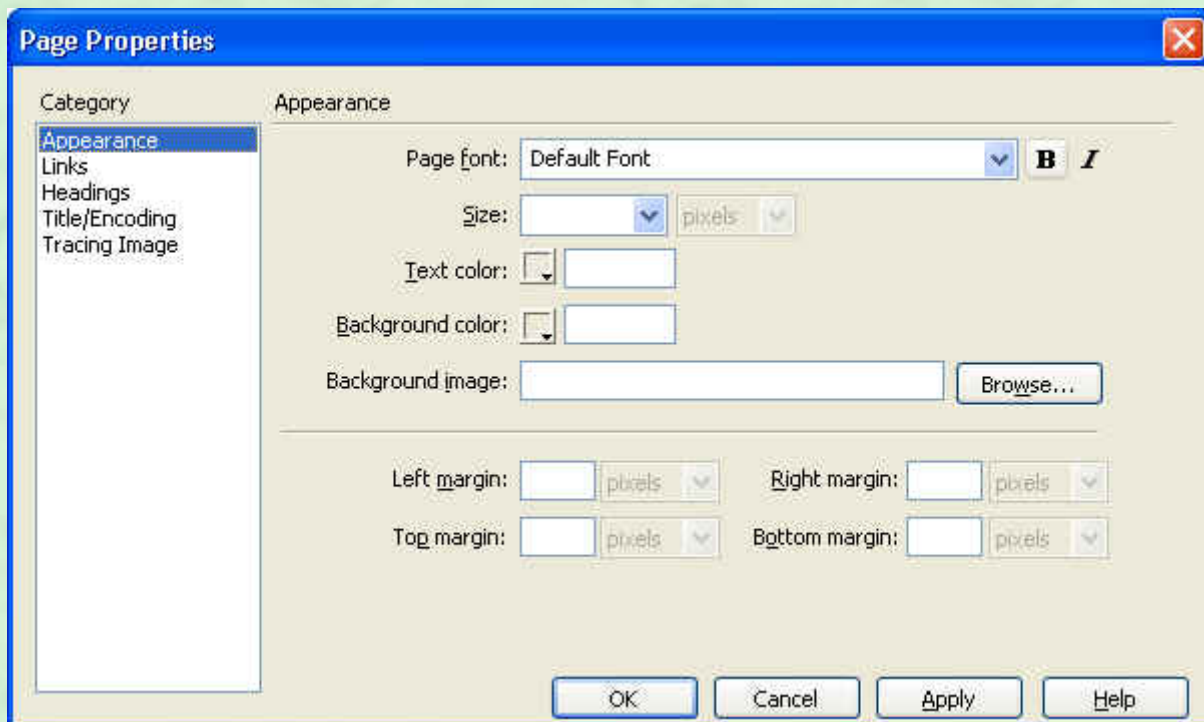 Page Properties
Category
Appearance
Links
Headings
Title/Encoding
Tracing Image
Appearance
Page font: Default Font B I
Size: pixels
Text color:
Background color:
Background image: Browse...
Left margin: pixels Right margin: pixels
Top margin: pixels Bottom margin: pixels
OK Cancel Apply Help